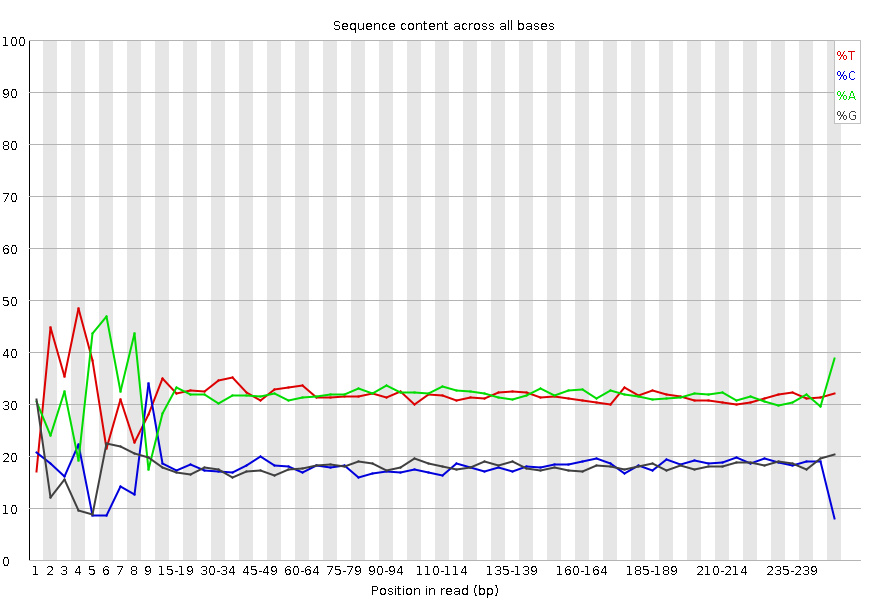 Sequence content across all bases
100
%T
%C
90
%A
%G
80
70
60
50
40
30
20
10
0
1 2 3 4 5 6 7 8 9 15-19 30-34 45-49 60-64 75-79 90-94 110-114 135-139 160-164 185-189 210-214 235-239
Position in read (bp)